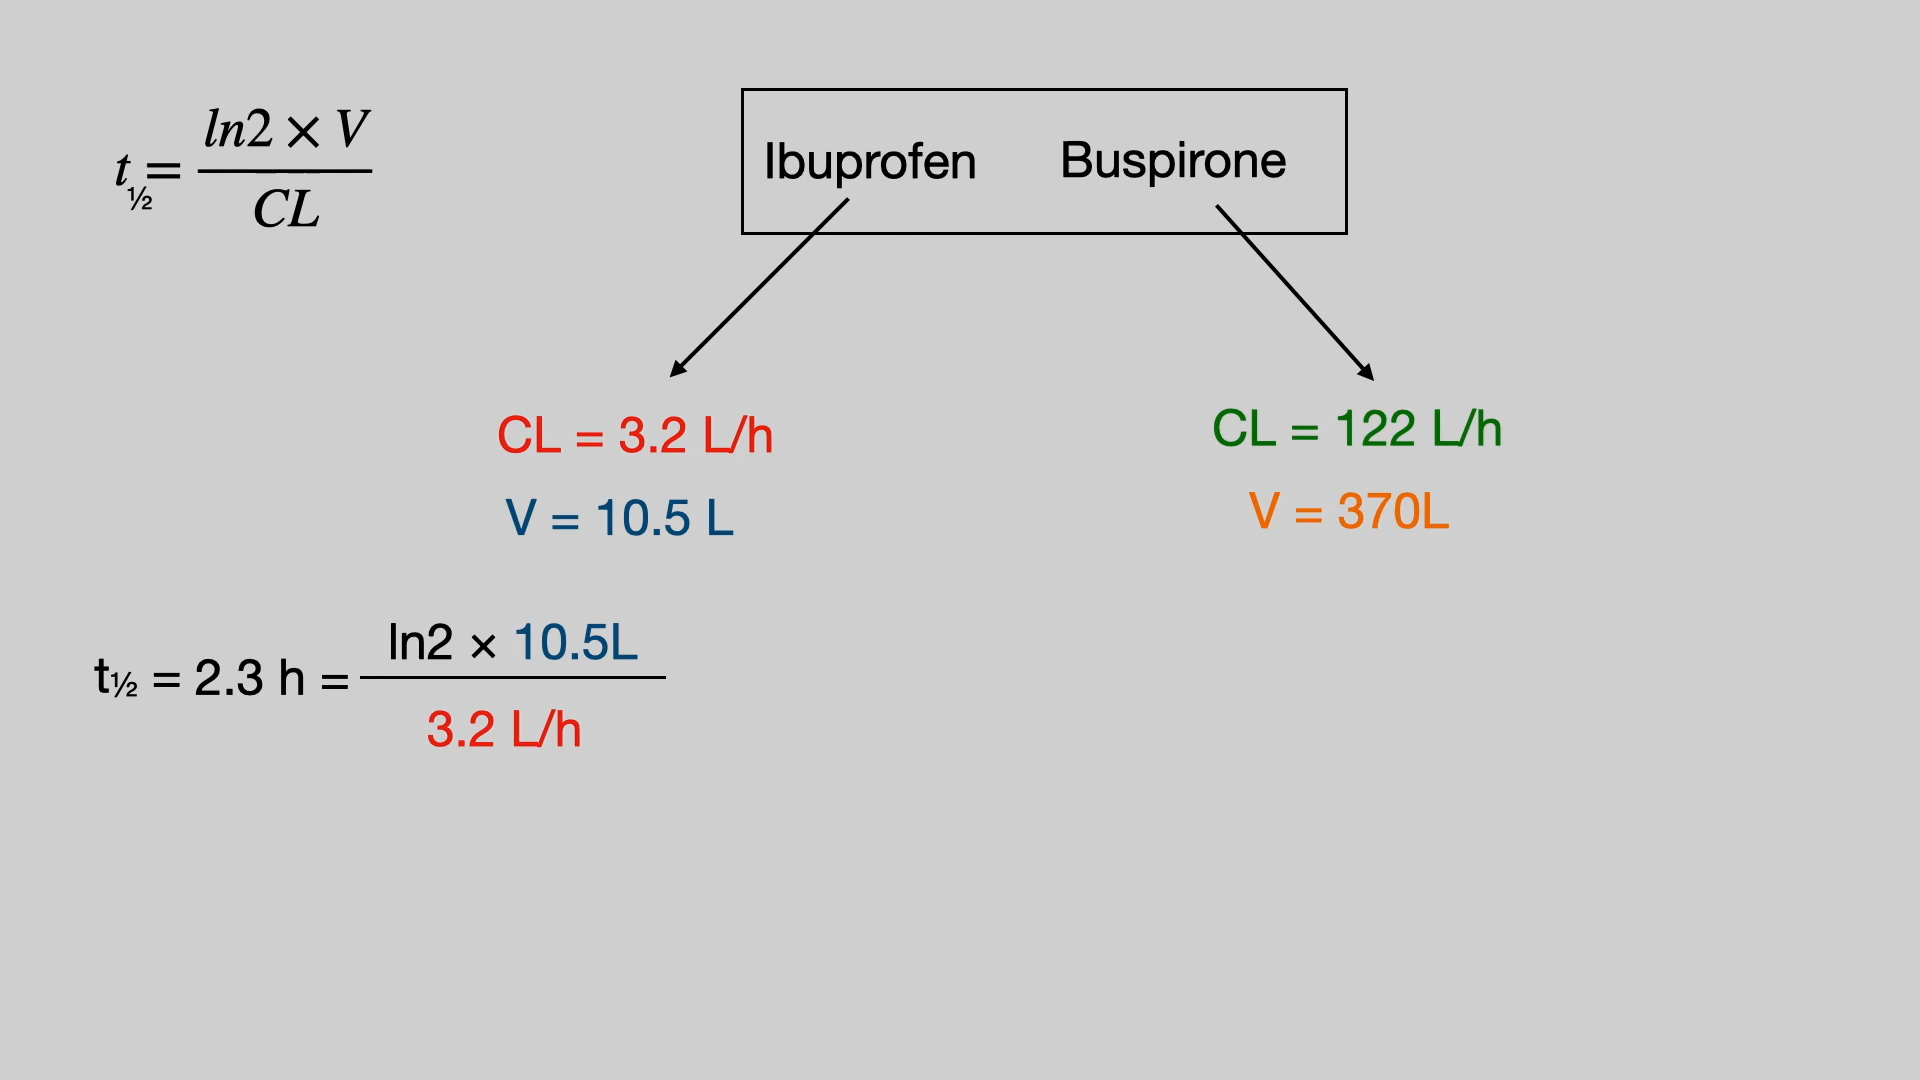 t½ = ln2 × V / CL
Ibuprofen Buspirone
CL = 3.2 L/h
V = 10.5 L
CL = 122 L/h
V = 370L
t½ = 2.3 h = ln2 × 10.5L / 3.2 L/h